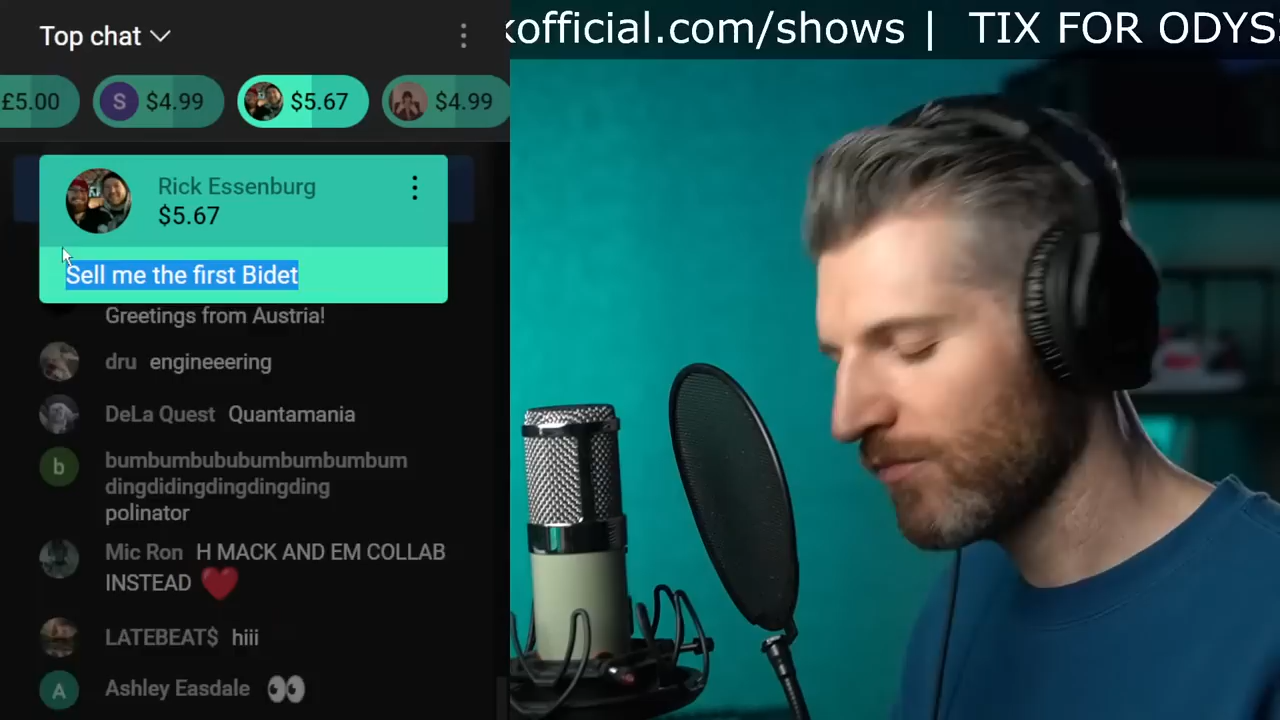 Top chat
kofficial.com/shows | TIX FOR ODYS
£5.00
S $4.99
$5.67
$4.99
Rick Essenburg
$5.67
Sell me the first Bidet
Greetings from Austria!
dru engineeering
DeLa Quest Quantamania
b bumbumbububumbumbumbum
dingdidingdingdingding
polinator
Mic Ron H MACK AND EM COLLAB
INSTEAD ❤️
LATEBEAT$ hiii
A Ashley Easdale 👀